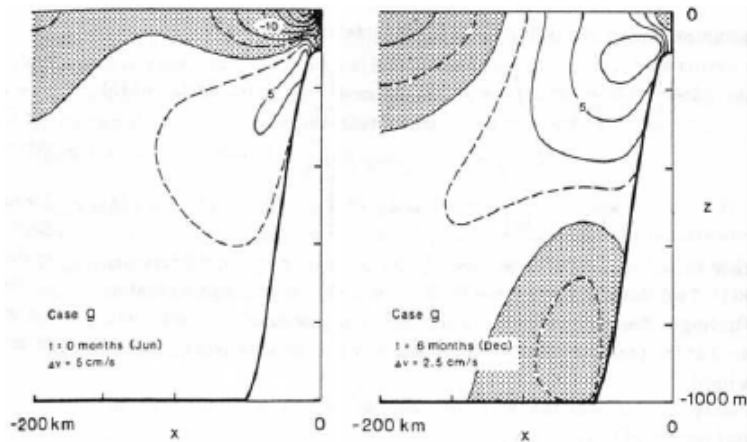 -10
5
Case g
t = 0 months (Jun)
Δv = 5 cm/s
-200 km
x
0
0
5
z
Case g
t = 6 months (Dec)
Δv = 2.5 cm/s
-1000 m
-200 km
x
0